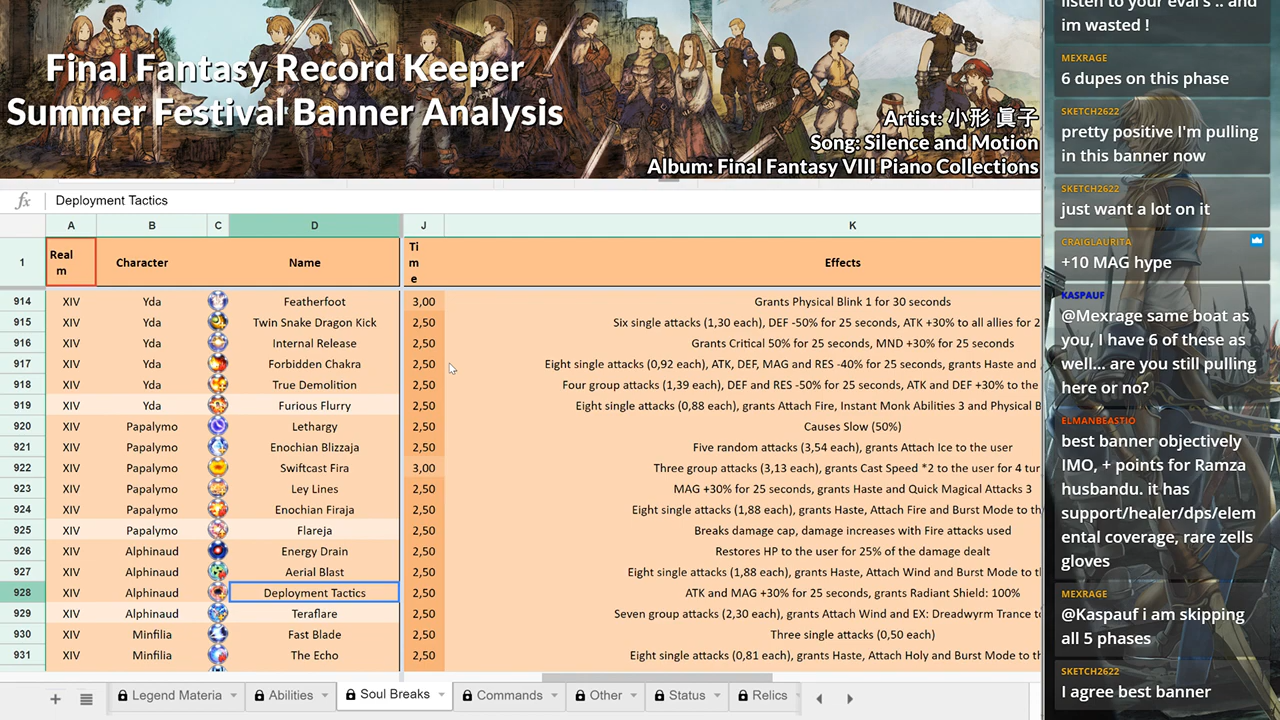 Final Fantasy Record Keeper
Summer Festival Banner Analysis
Artist: 小形 眞子
Song: Silence and Motion
Album: Final Fantasy VIII Piano Collections
fx Deployment Tactics
A B C D J K
1 Realm Character Name Time Effects
914 XIV Yda Featherfoot 3,00 Grants Physical Blink 1 for 30 seconds
915 XIV Yda Twin Snake Dragon Kick 2,50 Six single attacks (1,30 each), DEF -50% for 25 seconds, ATK +30% to all allies for 2
916 XIV Yda Internal Release 2,50 Grants Critical 50% for 25 seconds, MND +30% for 25 seconds
917 XIV Yda Forbidden Chakra 2,50 Eight single attacks (0,92 each), ATK, DEF, MAG and RES -40% for 25 seconds, grants Haste and
918 XIV Yda True Demolition 2,50 Four group attacks (1,39 each), DEF and RES -50% for 25 seconds, ATK and DEF +30% to the
919 XIV Yda Furious Flurry 2,50 Eight single attacks (0,88 each), grants Attach Fire, Instant Monk Abilities 3 and Physical B
920 XIV Papalymo Lethargy 2,50 Causes Slow (50%)
921 XIV Papalymo Enochian Blizzaja 2,50 Five random attacks (3,54 each), grants Attach Ice to the user
922 XIV Papalymo Swiftcast Fira 3,00 Three group attacks (3,13 each), grants Cast Speed *2 to the user for 4 tur
923 XIV Papalymo Ley Lines 2,50 MAG +30% for 25 seconds, grants Haste and Quick Magical Attacks 3
924 XIV Papalymo Enochian Firaja 2,50 Eight single attacks (1,88 each), grants Haste, Attach Fire and Burst Mode to th
925 XIV Papalymo Flareja 2,50 Breaks damage cap, damage increases with Fire attacks used
926 XIV Alphinaud Energy Drain 2,50 Restores HP to the user for 25% of the damage dealt
927 XIV Alphinaud Aerial Blast 2,50 Eight single attacks (1,88 each), grants Haste, Attach Wind and Burst Mode to th
928 XIV Alphinaud Deployment Tactics 2,50 ATK and MAG +30% for 25 seconds, grants Radiant Shield: 100%
929 XIV Alphinaud Teraflare 2,50 Seven group attacks (2,30 each), grants Attach Wind and EX: Dreadwyrm Trance to
930 XIV Minfilia Fast Blade 2,50 Three single attacks (0,50 each)
931 XIV Minfilia The Echo 2,50 Eight single attacks (0,81 each), grants Haste, Attach Holy and Burst Mode to th
Legend Materia Abilities Soul Breaks Commands Other Status Relics
listen to your eval's .. and
im wasted !
MEXRAGE
6 dupes on this phase
SKETCH2622
pretty positive I'm pulling
in this banner now
SKETCH2622
just want a lot on it
CRAIGLAURITA
+10 MAG hype
KASPAUF
@Mexrage same boat as
you, I have 6 of these as
well... are you still pulling
here or no?
ELMANBEASTIO
best banner objectively
IMO, + points for Ramza
husbandu. it has
support/healer/dps/elem
ental coverage, rare zells
gloves
MEXRAGE
@Kaspauf i am skipping
all 5 phases
SKETCH2622
I agree best banner